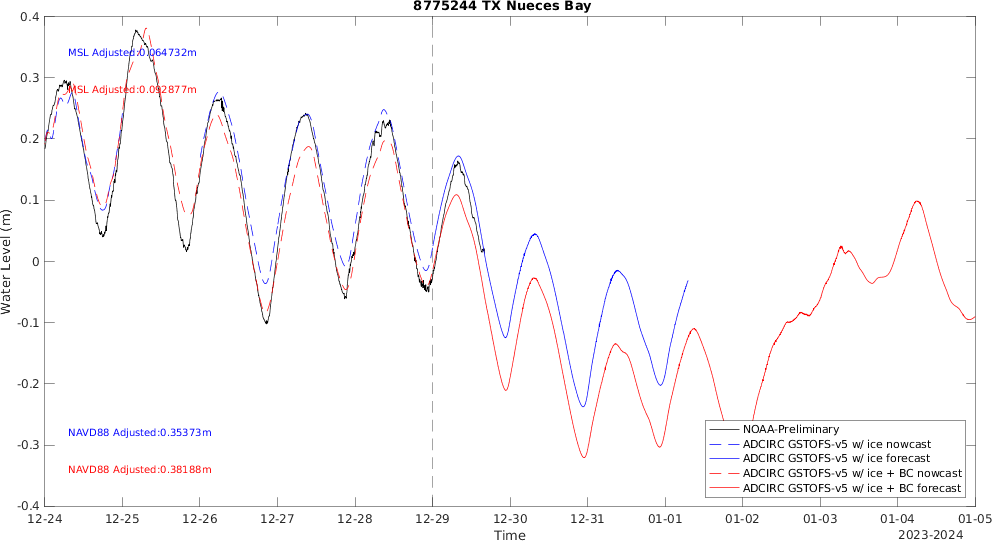 8775244 TX Nueces Bay
Water Level (m)
0.4
0.3
0.2
0.1
0
-0.1
-0.2
-0.3
-0.4
MSL Adjusted:0.064732m
MSL Adjusted:0.092877m
NAVD88 Adjusted:0.35373m
NAVD88 Adjusted:0.38188m
NOAA-Preliminary
ADCIRC GSTOFS-v5 w/ ice nowcast
ADCIRC GSTOFS-v5 w/ ice forecast
ADCIRC GSTOFS-v5 w/ ice + BC nowcast
ADCIRC GSTOFS-v5 w/ ice + BC forecast
12-24 12-25 12-26 12-27 12-28 12-29 12-30 12-31 01-01 01-02 01-03 01-04 01-05
Time
2023-2024